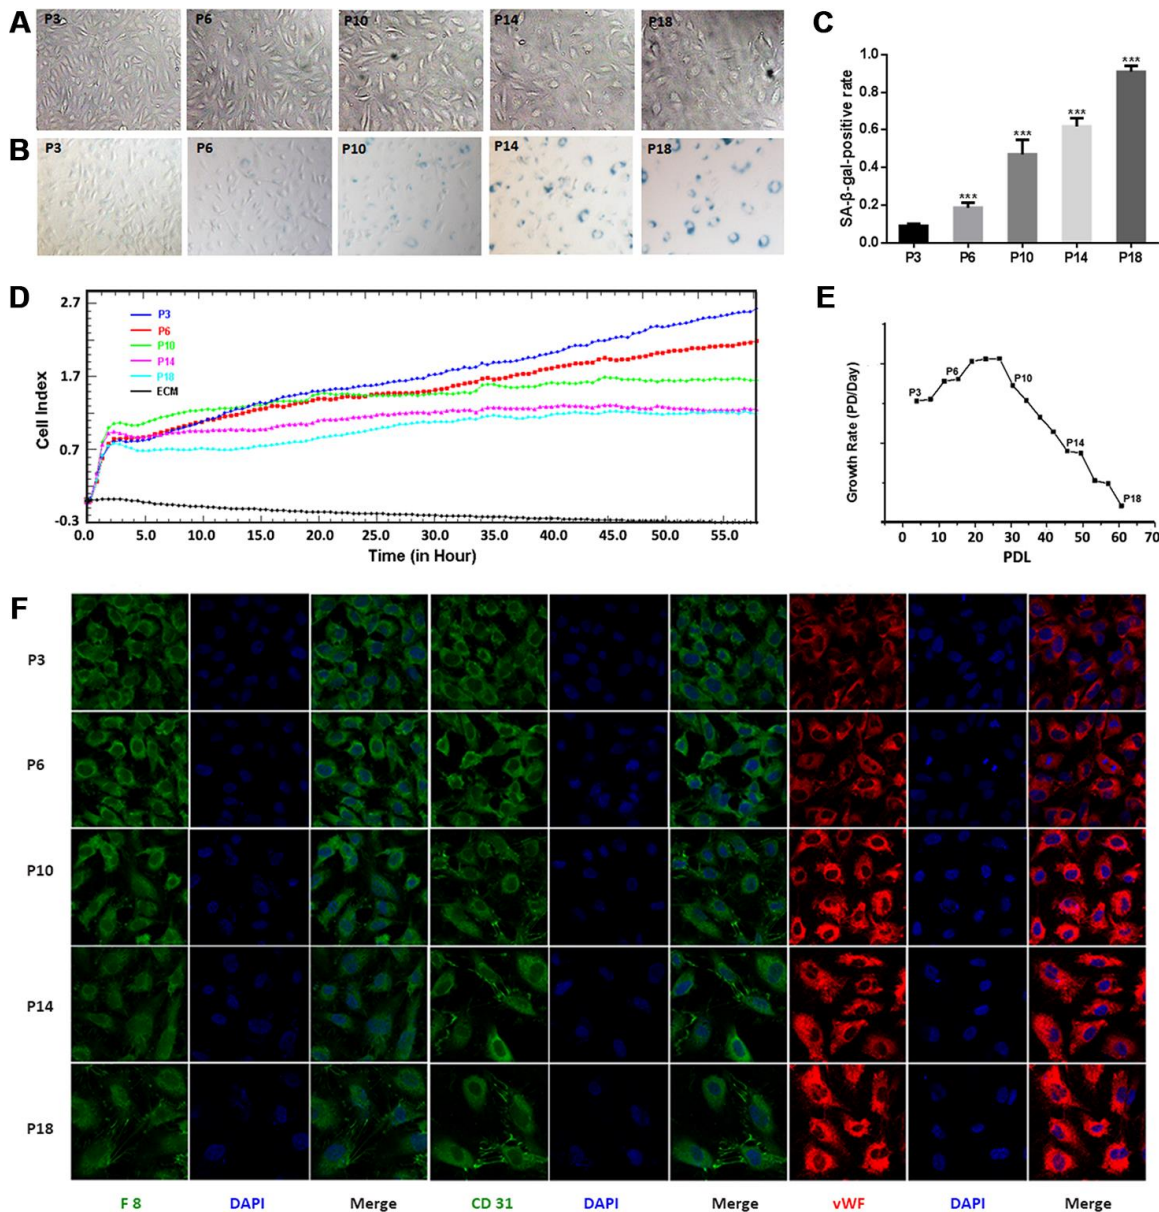 A
P3
P6
P10
P14
P18
B
P3
P6
P10
P14
P18
C
SA-β-gal-positive rate
1.0
0.8
0.6
0.4
0.2
0.0
***
***
***
***
P3 P6 P10 P14 P18
D
Cell Index
2.7
1.7
0.7
-0.3
P3
P6
P10
P14
P18
ECM
0.0 5.0 10.0 15.0 20.0 25.0 30.0 35.0 40.0 45.0 50.0 55.0
Time (in Hour)
E
Growth Rate (PD/Day)
P3
P6
P10
P14
P18
0 10 20 30 40 50 60 70
PDL
F
P3
P6
P10
P14
P18
F 8 DAPI Merge CD 31 DAPI Merge vWF DAPI Merge